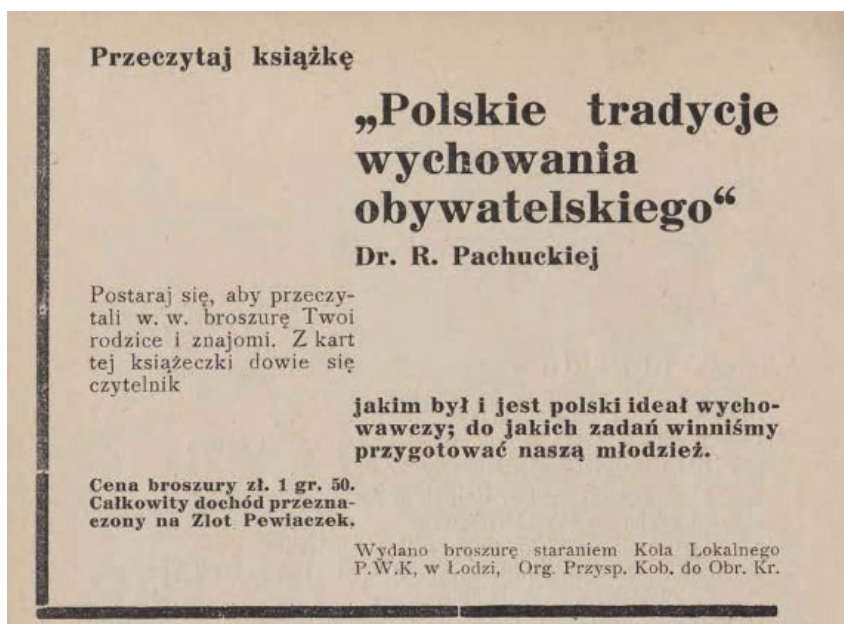 Przeczytaj książkę
„Polskie tradycje
wychowania
obywatelskiego“
Dr. R. Pachuckiej
Postaraj się, aby przeczy-
tali w. w. broszurę Twoi
rodzice i znajomi. Z kart
tej książeczki dowie się
czytelnik
jakim był i jest polski ideał wycho-
wawczy; do jakich zadań winniśmy
przygotować naszą młodzież.
Cena broszury zł. 1 gr. 50.
Całkowity dochód przezna-
czony na Zlot Pewiaczek.
Wydano broszurę staraniem Koła Lokalnego
P.W.K, w Łodzi, Org. Przysp. Kob. do Obr. Kr.